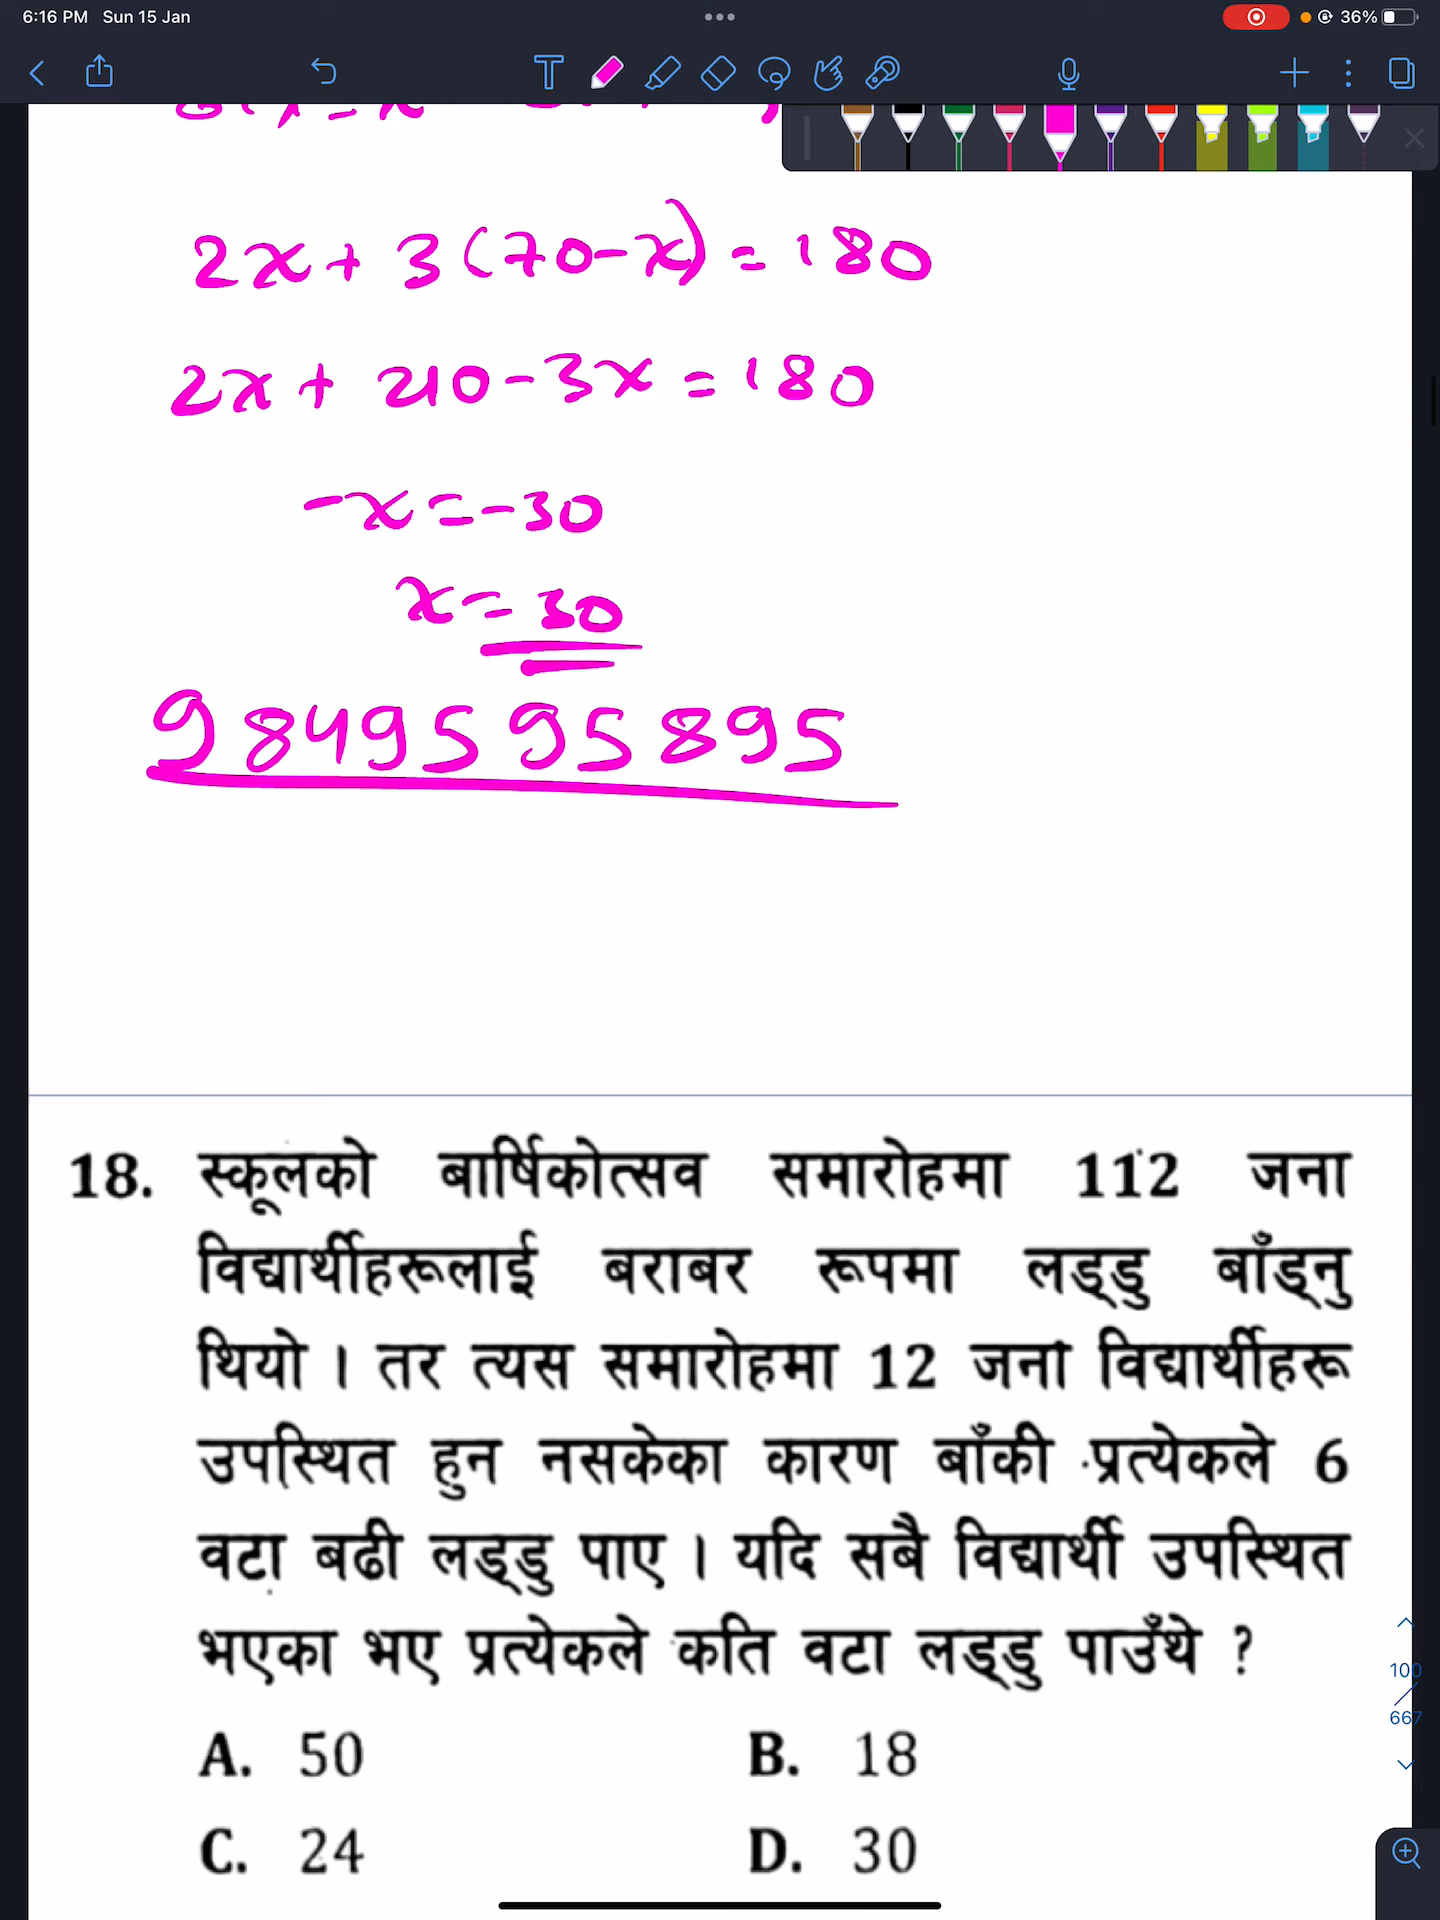 6:16 PM Sun 15 Jan
36%
2x + 3(70-x) = 180
2x + 210-3x = 180
-x = -30
x = 30
9849595895
18. स्कूलको बार्षिकोत्सव समारोहमा 112 जना
विद्यार्थीहरूलाई बराबर रूपमा लड्डु बाँड्नु
थियो । तर त्यस समारोहमा 12 जना विद्यार्थीहरू
उपस्थित हुन नसकेका कारण बाँकी प्रत्येकले 6
वटा बढी लड्डु पाए । यदि सबै विद्यार्थी उपस्थित
भएका भए प्रत्येकले कति वटा लड्डु पाउँथे ?
A. 50 B. 18
C. 24 D. 30
100
667